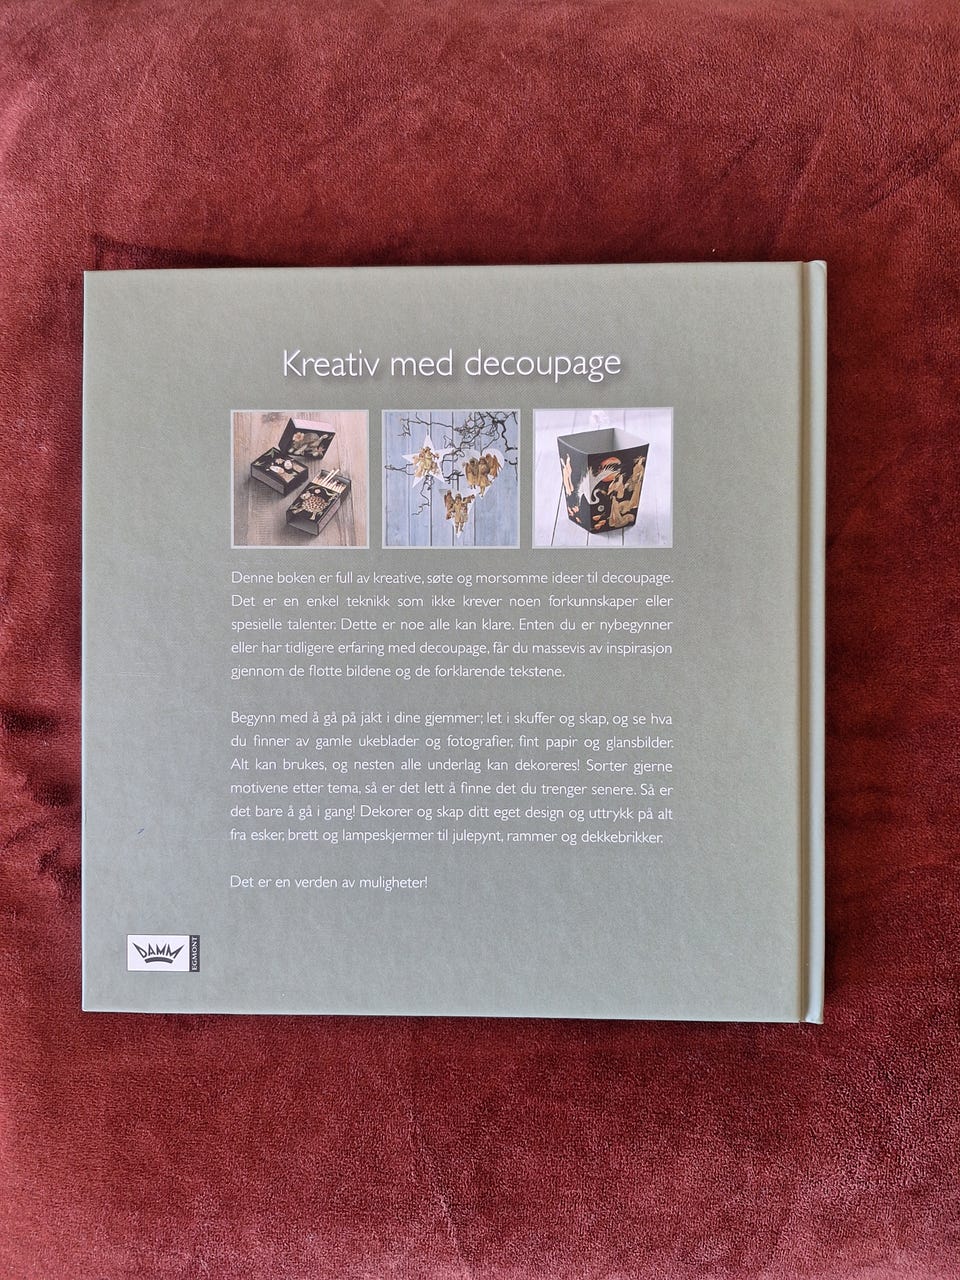 Kreativ med decoupage
Denne boken er full av kreative, søte og morsomme ideer til decoupage.
Det er en enkel teknikk som ikke krever noen forkunnskaper eller
spesielle talenter. Dette er noe alle kan klare. Enten du er nybegynner
eller har tidligere erfaring med decoupage, får du massevis av inspirasjon
gjennom de flotte bildene og de forklarende tekstene.
Begynn med å gå på jakt i dine gjemmer; let i skuffer og skap, og se hva
du finner av gamle ukeblader og fotografier, fint papir og glansbilder.
Alt kan brukes, og nesten alle underlag kan dekoreres! Sorter gjerne
motivene etter tema, så er det lett å finne det du trenger senere. Så er
det bare å gå i gang! Dekorer og skap ditt eget design og uttrykk på alt
fra esker, brett og lampeskjermer til julepynt, rammer og dekkebrikker.
Det er en verden av muligheter!
DAMM
EGMONT